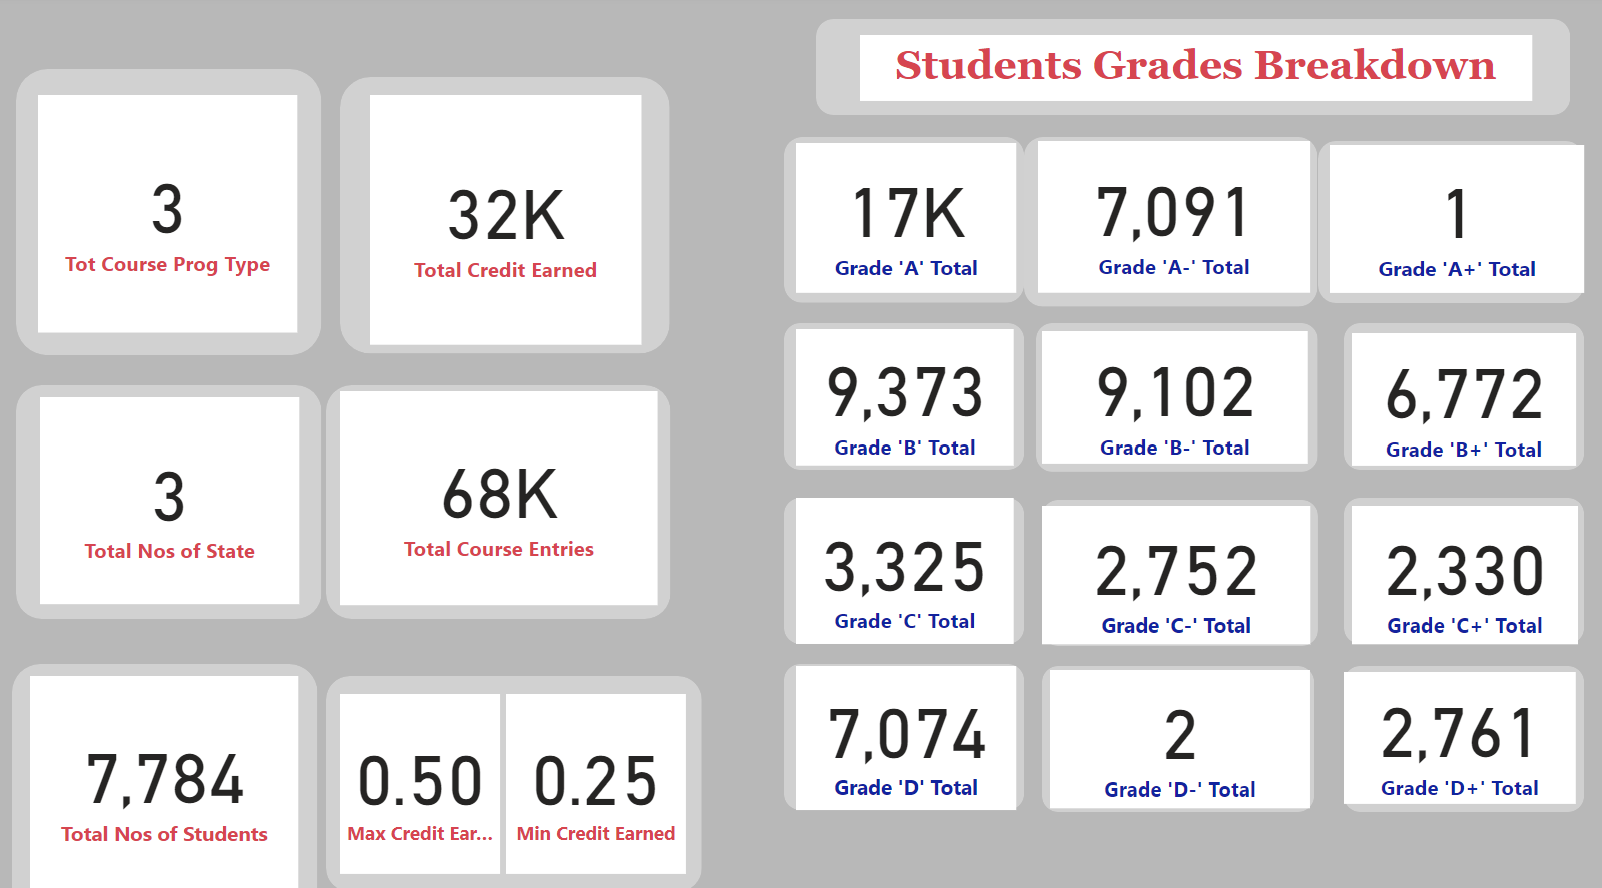 3
Tot Course Prog Type
32K
Total Credit Earned
3
Total Nos of State
68K
Total Course Entries
7,784
Total Nos of Students
0.50
Max Credit Ear...
0.25
Min Credit Earned
Students Grades Breakdown
17K
Grade 'A' Total
7,091
Grade 'A-' Total
1
Grade 'A+' Total
9,373
Grade 'B' Total
9,102
Grade 'B-' Total
6,772
Grade 'B+' Total
3,325
Grade 'C' Total
2,752
Grade 'C-' Total
2,330
Grade 'C+' Total
7,074
Grade 'D' Total
2
Grade 'D-' Total
2,761
Grade 'D+' Total